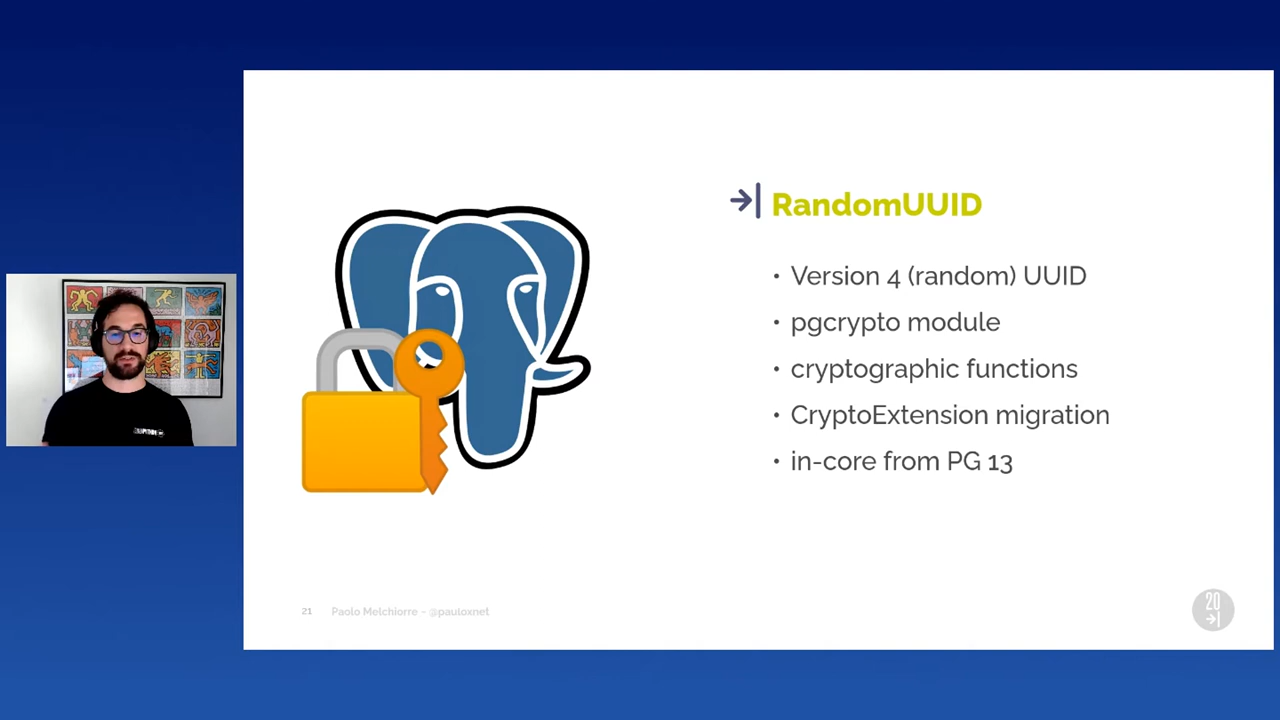 RandomUUID
• Version 4 (random) UUID
• pgcrypto module
• cryptographic functions
• CryptoExtension migration
• in-core from PG 13
21 Paolo Melchiorre – @pauloxnet
20